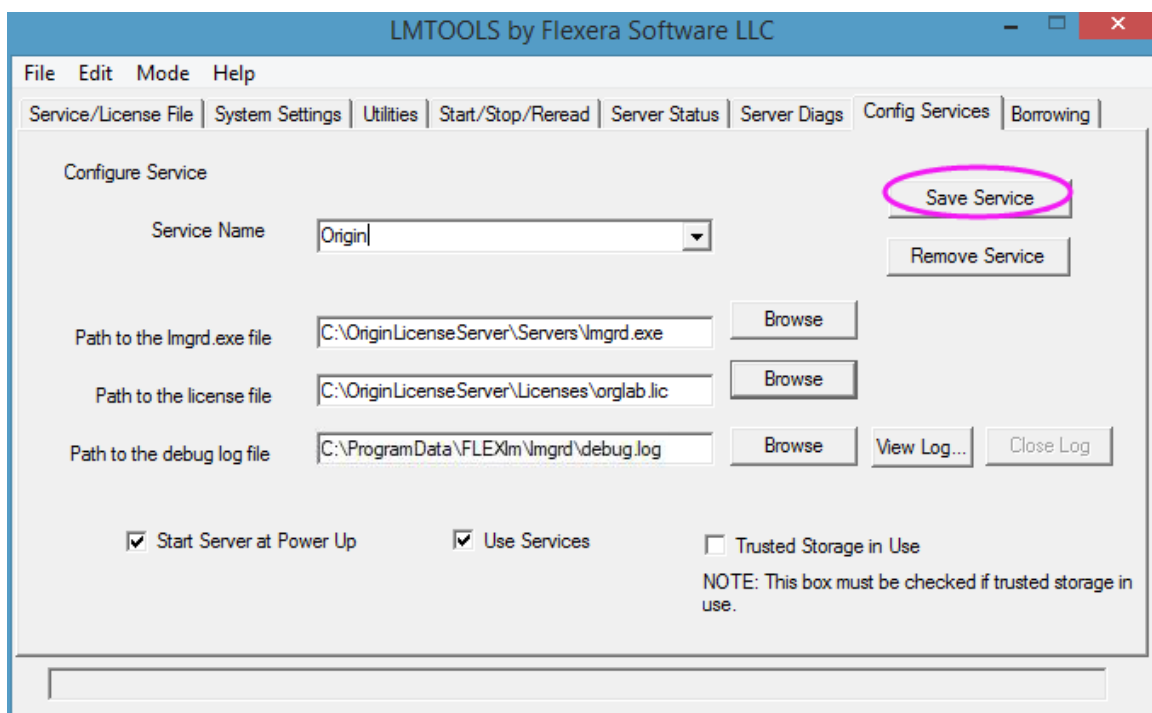 LMTOOLS by Flexera Software LLC
File Edit Mode Help
Service/License File System Settings Utilities Start/Stop/Reread Server Status Server Diags Config Services Borrowing
Configure Service
Save Service
Service Name Origin
Remove Service
Path to the lmgrd.exe file C:\OriginLicenseServer\Servers\lmgrd.exe Browse
Path to the license file C:\OriginLicenseServer\Licenses\orglab.lic Browse
Path to the debug log file C:\ProgramData\FLEXlm\lmgrd\debug.log Browse View Log... Close Log
Start Server at Power Up Use Services Trusted Storage in Use
NOTE: This box must be checked if trusted storage in
use.